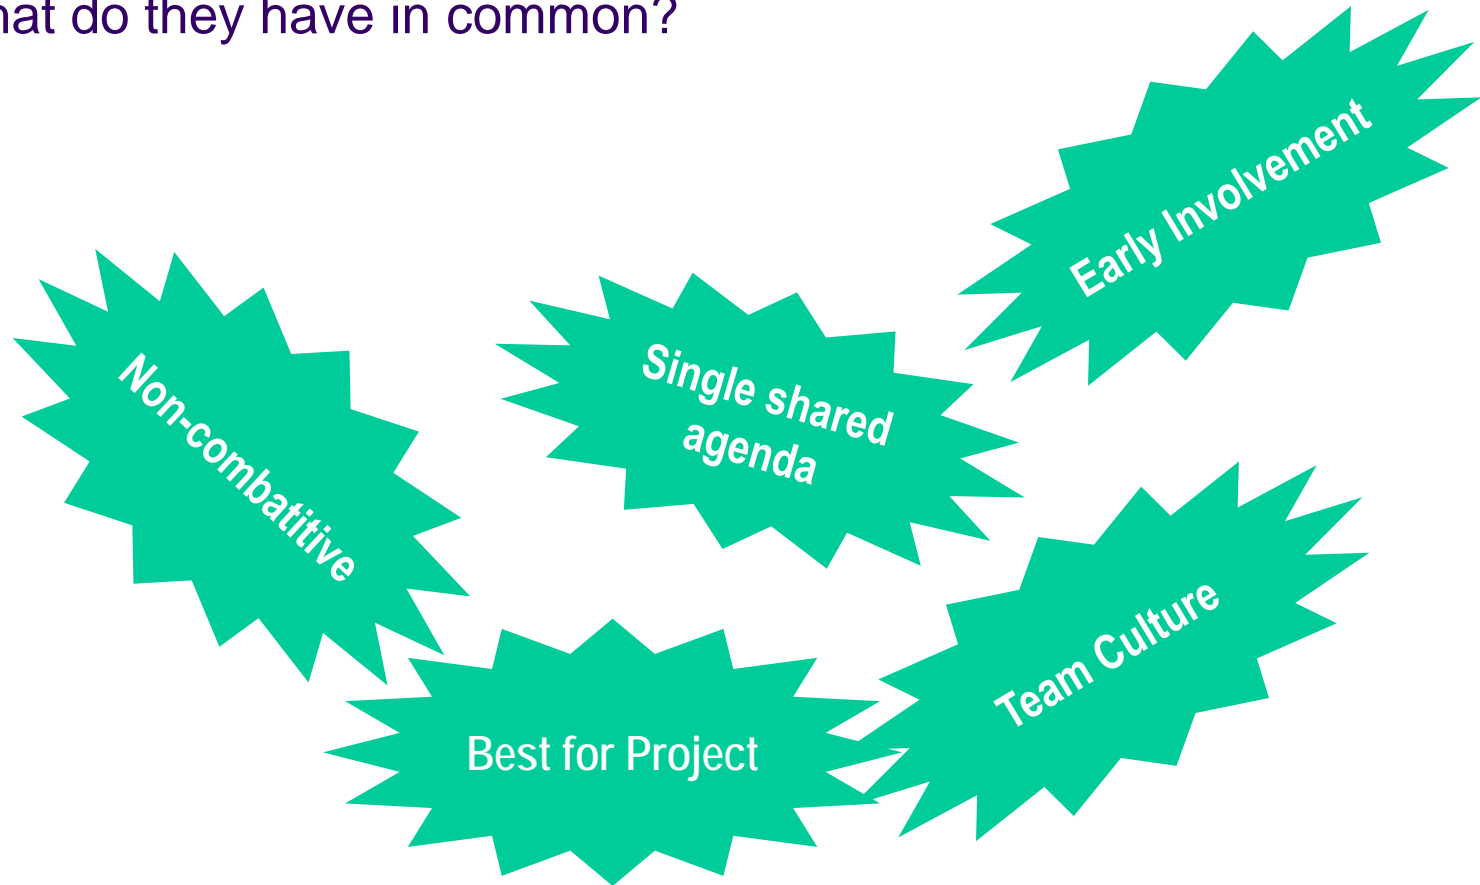 hat do they have in common?
Early Involvement
Non-combatitive
Single shared
agenda
Team Culture
Best for Project